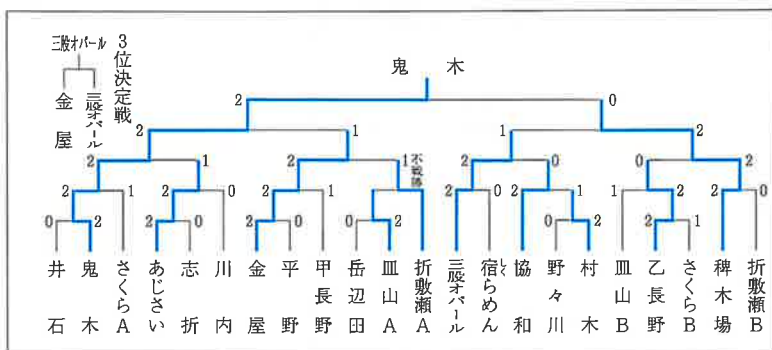 三股オパール
3位決定戦
金屋
三股オパール
鬼木
2 0
2 1 1 2
2 1 2 1 不戦勝 2 0 0 2
2 1 2 0 2 1 2 1 1 2 2 0
0 2 2 0 2 0 0 2 0 2 2 1
井石
鬼木
さくらA
あじさい
志折
川内
金屋
平野
甲長野
岳辺田
皿山A
折敷瀬A
三股オパール
宿らめんと
協和
野々川
村木
皿山B
乙長野
さくらB
稗木場
折敷瀬B